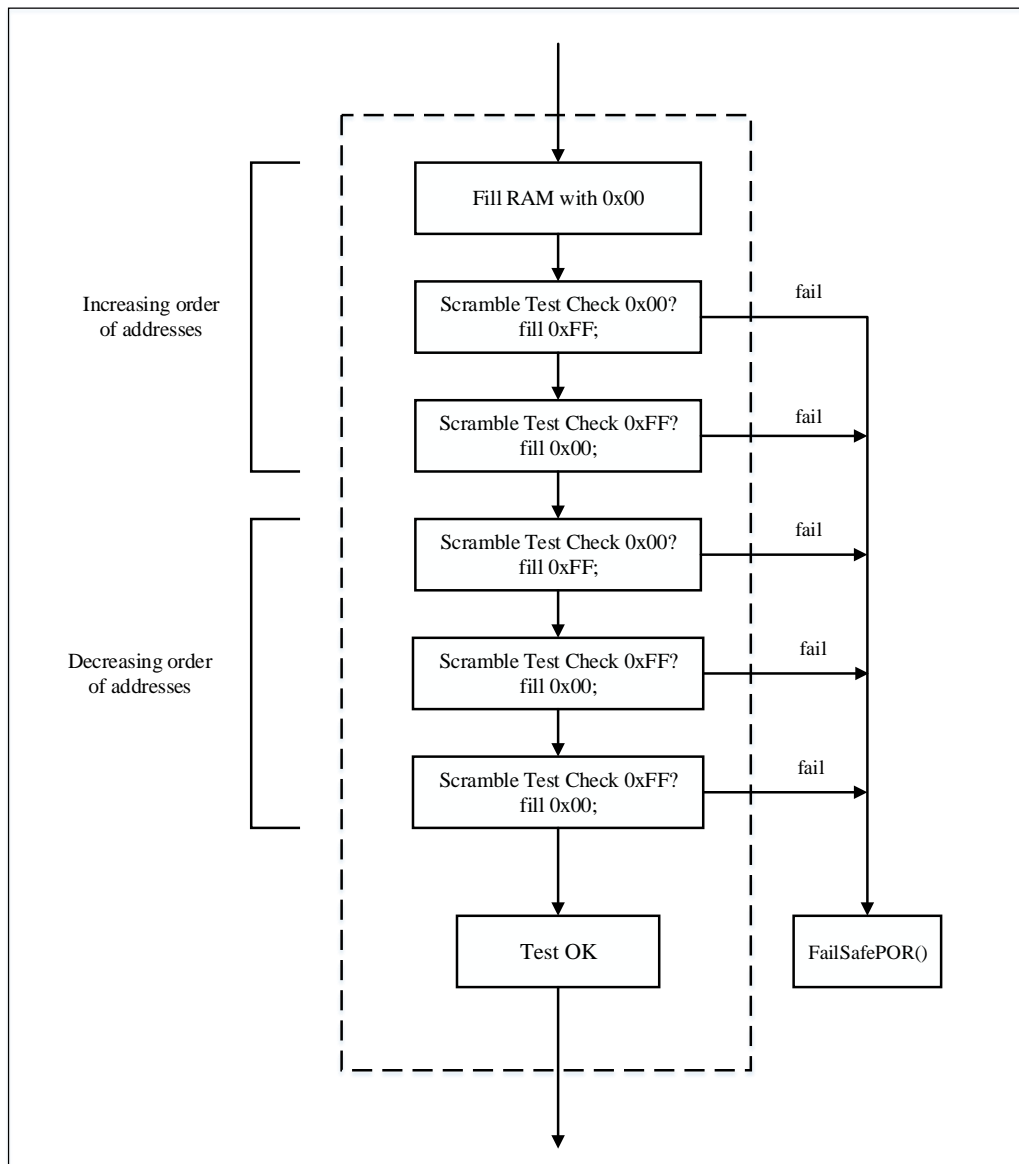 Fill RAM with 0x00
Increasing order
of addresses
Scramble Test Check 0x00?
fill 0xFF;
fail
Scramble Test Check 0xFF?
fill 0x00;
fail
Decreasing order
of addresses
Scramble Test Check 0x00?
fill 0xFF;
fail
Scramble Test Check 0xFF?
fill 0x00;
fail
Scramble Test Check 0xFF?
fill 0x00;
fail
Test OK
FailSafePOR()